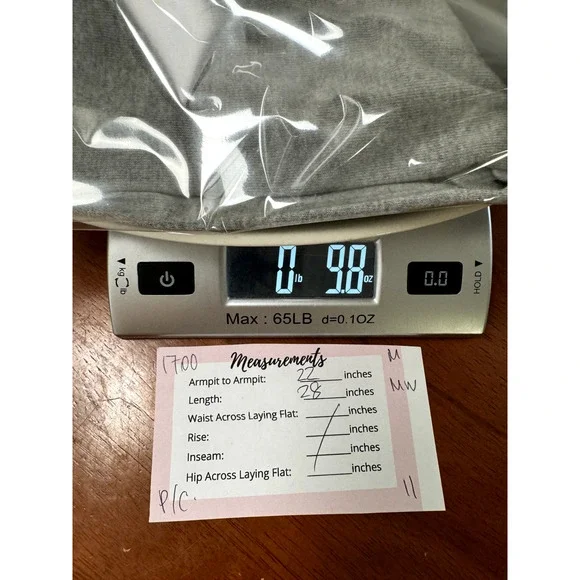 0 lb 9.8 oz
kg lb
0.0
HOLD
Max : 65LB d=0.1OZ
1700 Measurements M
Armpit to Armpit: 22 inches
Length: 28 inches MW
Waist Across Laying Flat: / inches
Rise: inches
Inseam: inches
Hip Across Laying Flat: inches
P/C. 11